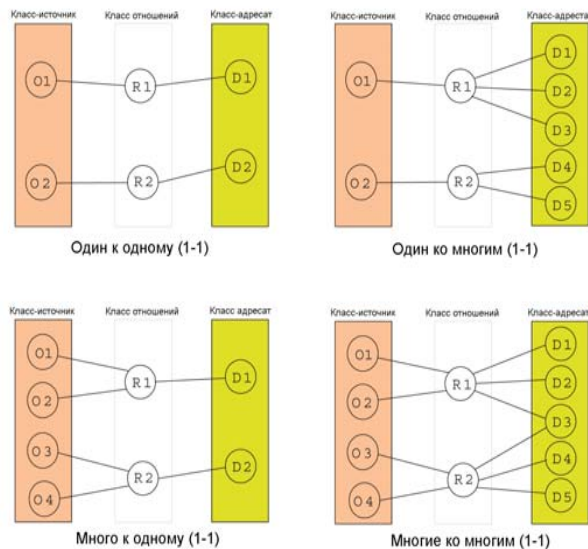 Класс-источник Класс отношений Класс-адресат
O1 R1 D1
O2 R2 D2
Один к одному (1-1)
Класс-источник Класс отношений Класс-адреста
O1 R1 D1
D2
D3
O2 R2 D4
D5
Один ко многим (1-1)
Класс-источник Класс отношений Класс адресат
O1
R1 D1
O2
O3
R2 D2
O4
Много к одному (1-1)
Класс-источник Класс отношений Класс-адресат
O1 D1
R1 D2
O2
D3
O3
R2 D4
O4 D5
Многие ко многим (1-1)